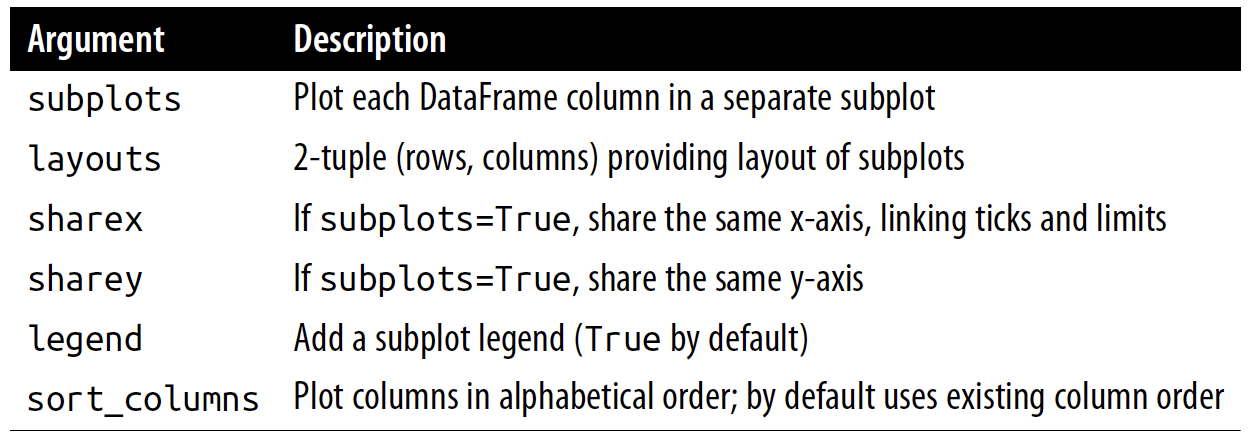 Argument Description
subplots Plot each DataFrame column in a separate subplot
layouts 2-tuple (rows, columns) providing layout of subplots
sharex If subplots=True, share the same x-axis, linking ticks and limits
sharey If subplots=True, share the same y-axis
legend Add a subplot legend (True by default)
sort_columns Plot columns in alphabetical order; by default uses existing column order